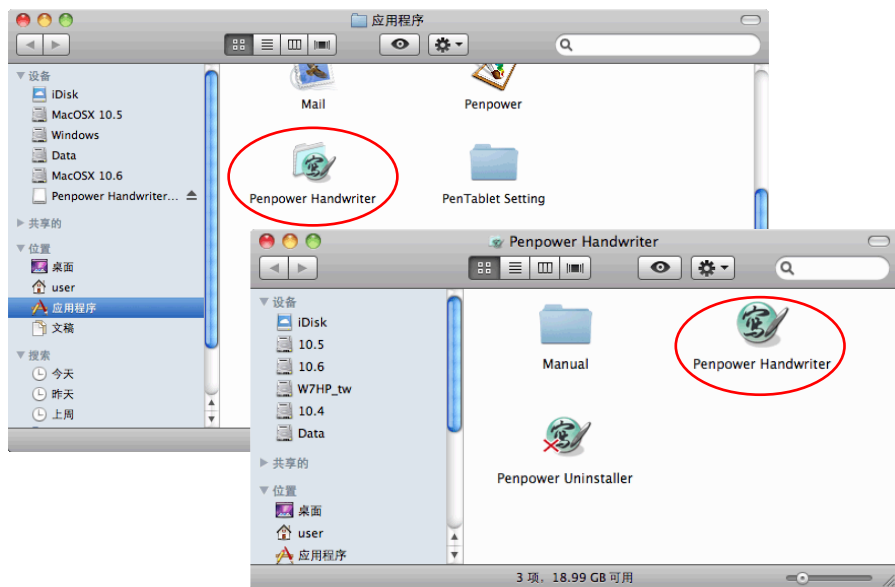 应用程序
设备
iDisk
MacOSX 10.5
Windows
Data
MacOSX 10.6
Penpower Handwriter...
共享的
位置
桌面
user
应用程序
文稿
搜索
今天
昨天
上周
Mail
Penpower
Penpower Handwriter
PenTablet Setting
Penpower Handwriter
设备
iDisk
10.5
10.6
W7HP_tw
10.4
Data
共享的
位置
桌面
user
应用程序
Manual
寫
Penpower Handwriter
Penpower Uninstaller
3 项，18.99 GB 可用